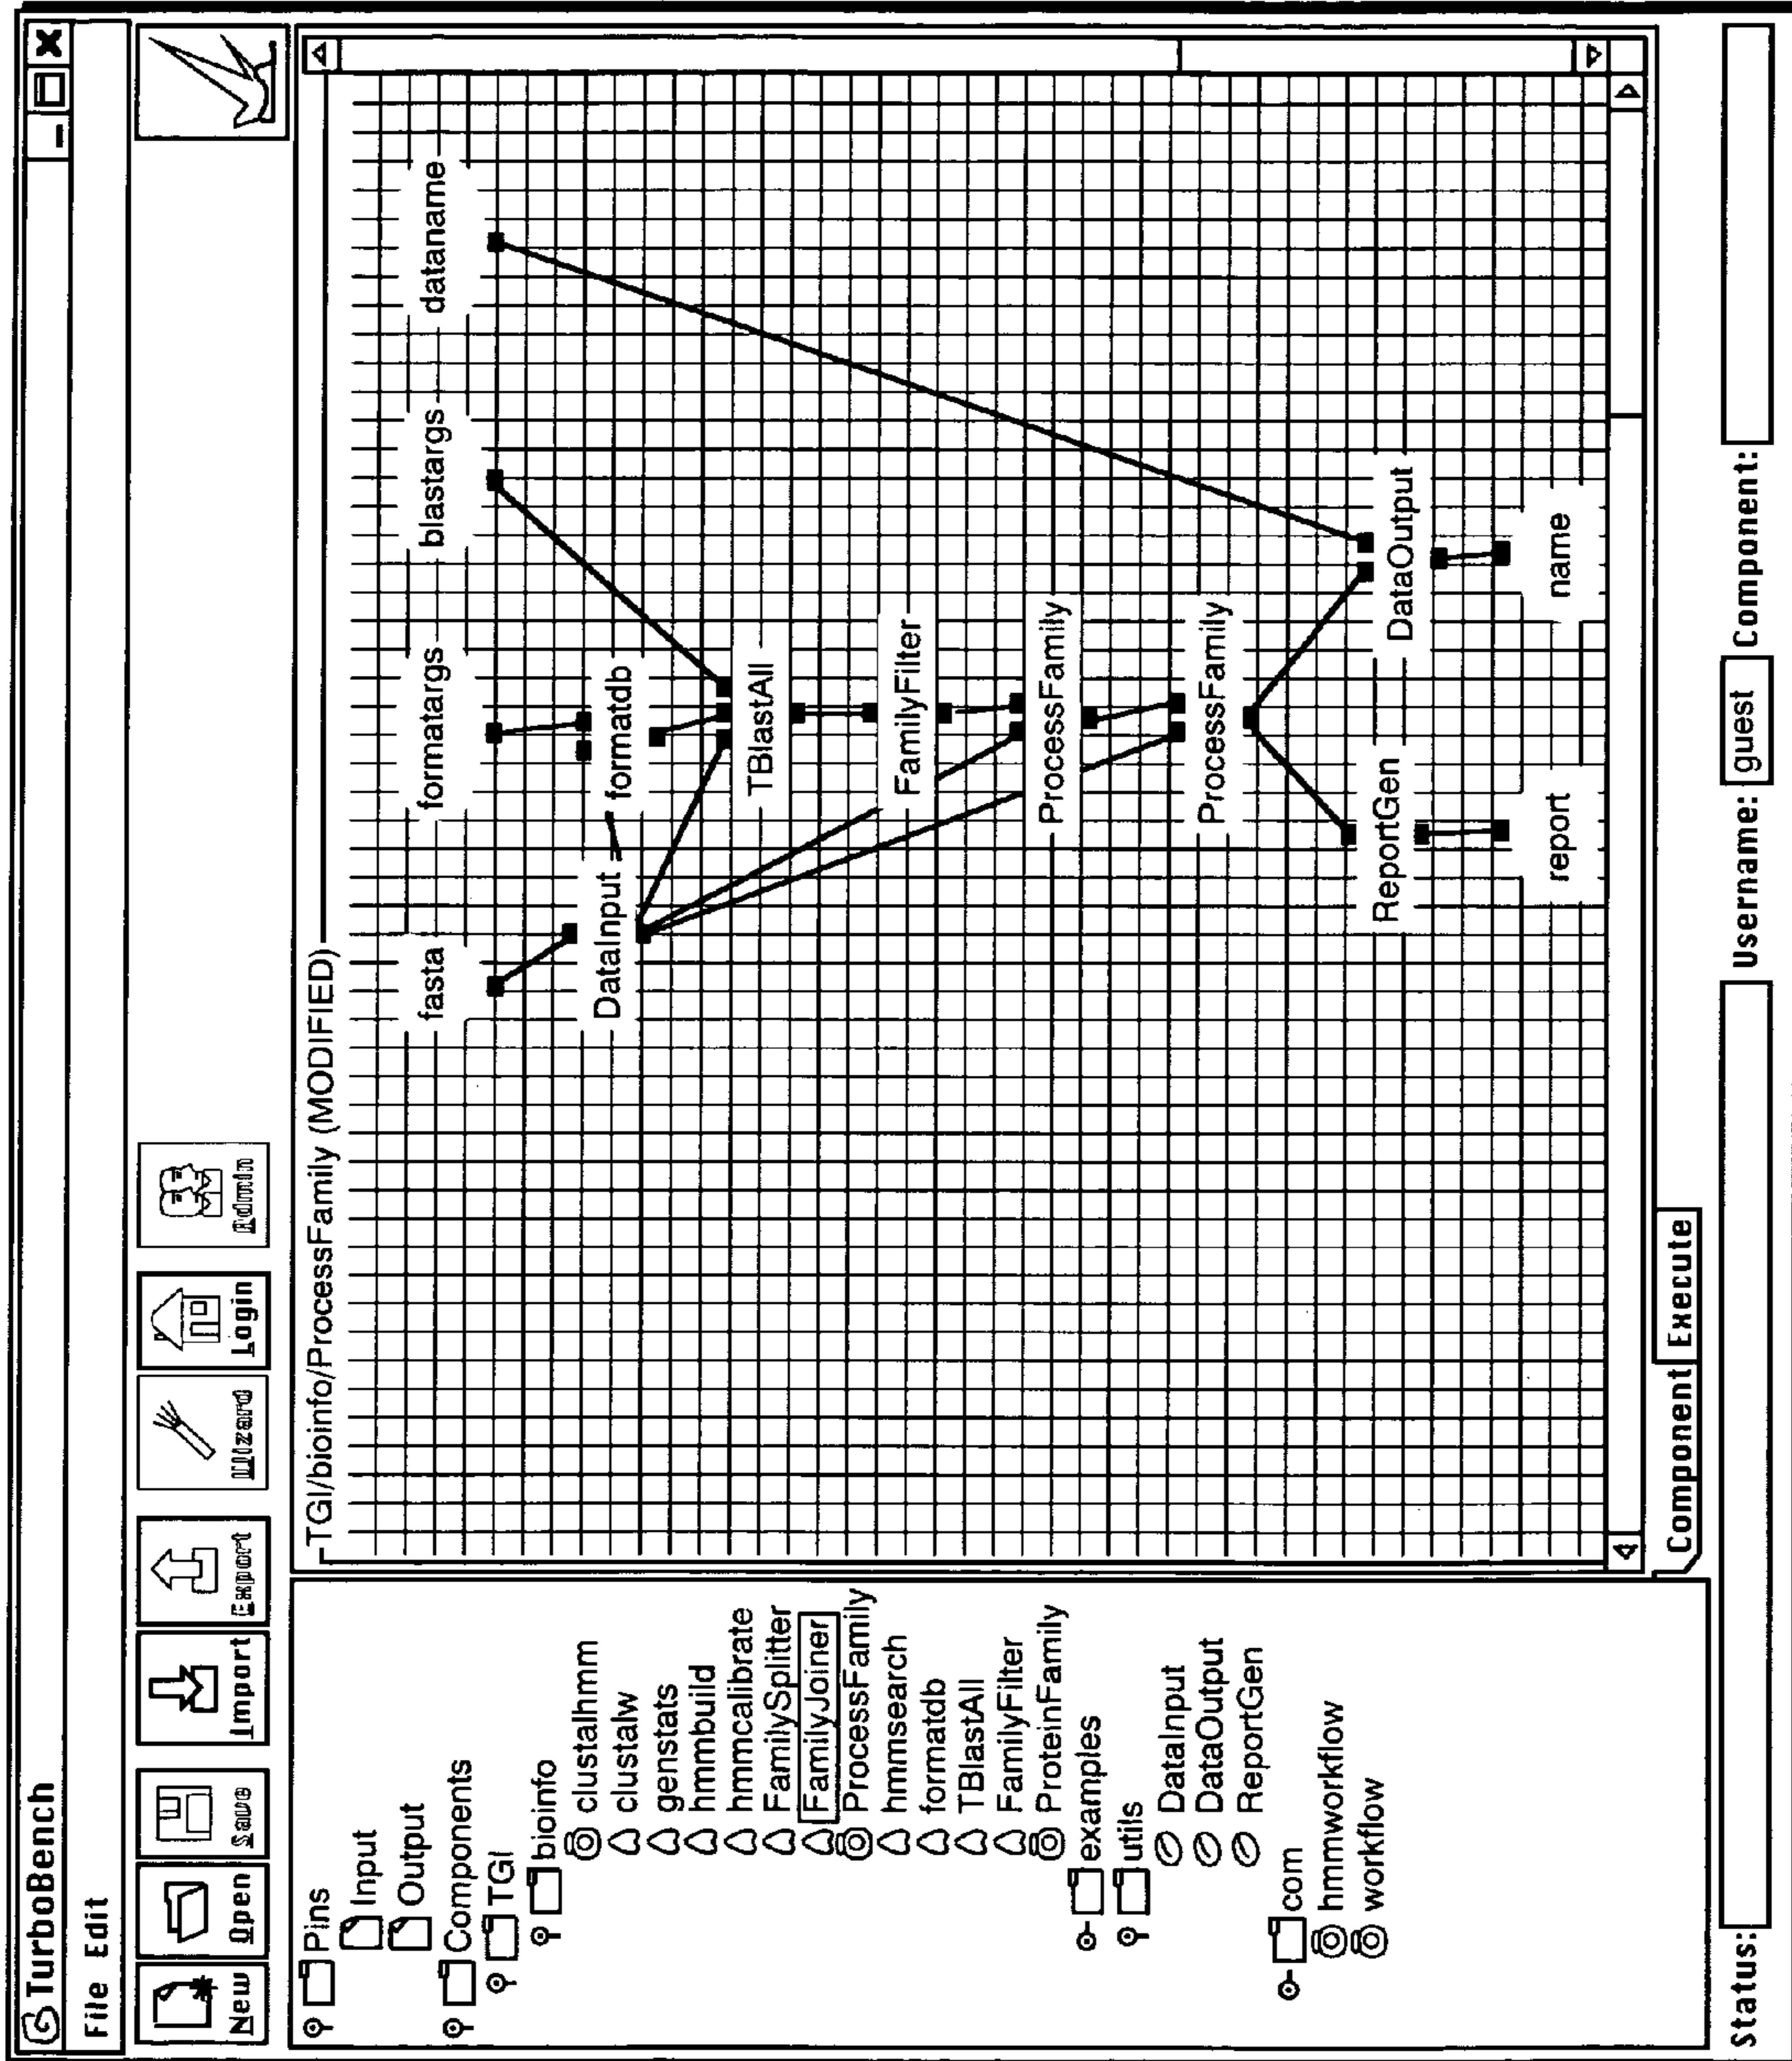 TurboBench
File Edit
New Open Save Import Export Wizard Login Admin
Pins
Input
Output
Components
TGI
bioinfo
clustalhmm
clustalw
genstats
hmmbuild
hmmcalibrate
FamilySplitter
FamilyJoiner
ProcessFamily
hmmsearch
formatdb
TBlastAll
FamilyFilter
ProteinFamily
examples
utils
DataInput
DataOutput
ReportGen
com
hmmworkflow
workflow
TGI/bioinfo/ProcessFamily (MODIFIED)
fasta formatargs blastargs dataname
DataInput formatdb
TBlastAll
FamilyFilter
ProcessFamily
ProcessFamily
ReportGen DataOutput
report name
Component Execute
Status: Username: guest Component: